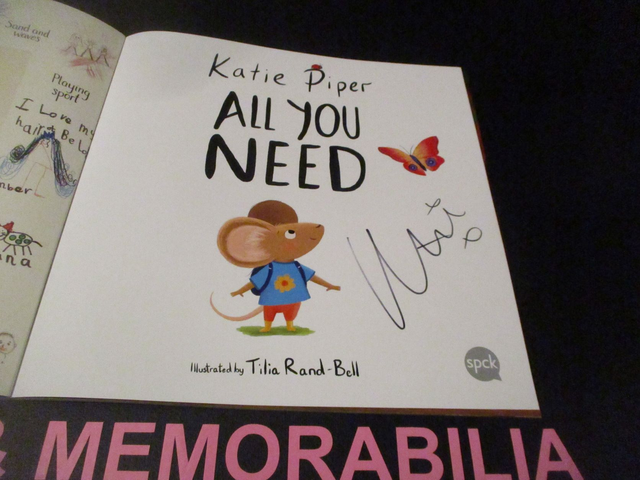 Sand and
waves
Playing
sport
I Love my
hair
Katie Piper
ALL YOU
NEED
Illustrated by Tilia Rand-Bell
spck
& MEMORABILIA